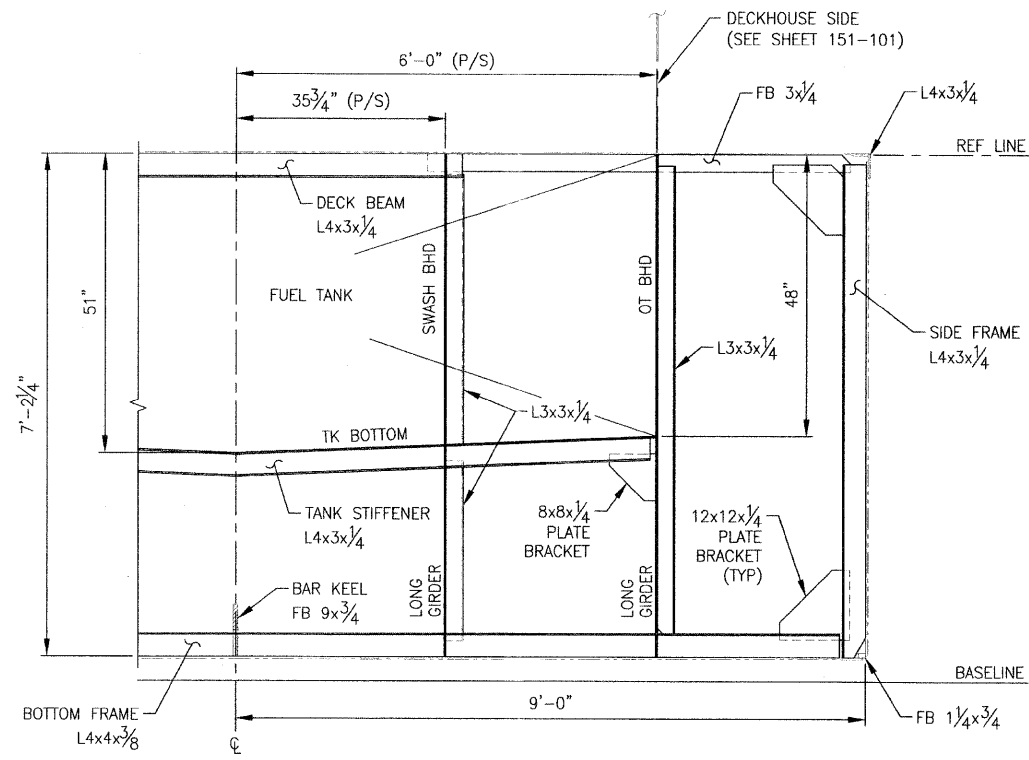 DECKHOUSE SIDE
(SEE SHEET 151-101)
6'-0" (P/S)
35¾" (P/S)
FB 3x¼
L4x3x¼
REF LINE
DECK BEAM
L4x3x¼
SWASH BHD
OT BHD
51"
FUEL TANK
48"
SIDE FRAME
L4x3x¼
L3x3x¼
7'-2¼"
L3x3x¼
TK BOTTOM
TANK STIFFENER
L4x3x¼
8x8x¼
PLATE
BRACKET
12x12x¼
PLATE
BRACKET
(TYP)
BAR KEEL
FB 9x¾
LONG
GIRDER
LONG
GIRDER
BASELINE
9'-0"
BOTTOM FRAME
L4x4x⅜
FB 1¼x¾
℄